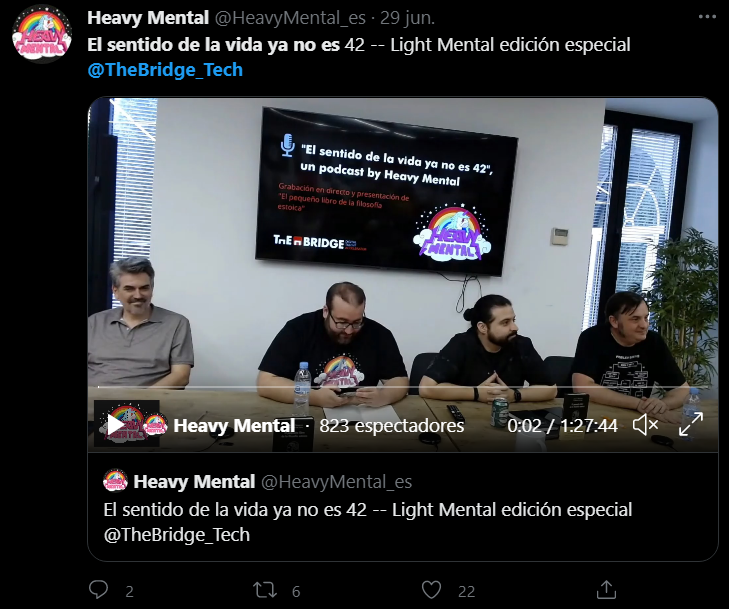 Heavy Mental @HeavyMental_es · 29 jun.
El sentido de la vida ya no es 42 -- Light Mental edición especial
@TheBridge_Tech
"El sentido de la vida ya no es 42",
un podcast by Heavy Mental
Grabación en directo y presentación de
"El pequeño libro de la filosofía
estoica"
THE BRIDGE
HEAVY
MENTAL
Heavy Mental · 823 espectadores
0:02 / 1:27:44
Heavy Mental @HeavyMental_es
El sentido de la vida ya no es 42 -- Light Mental edición especial
@TheBridge_Tech
2
6
22